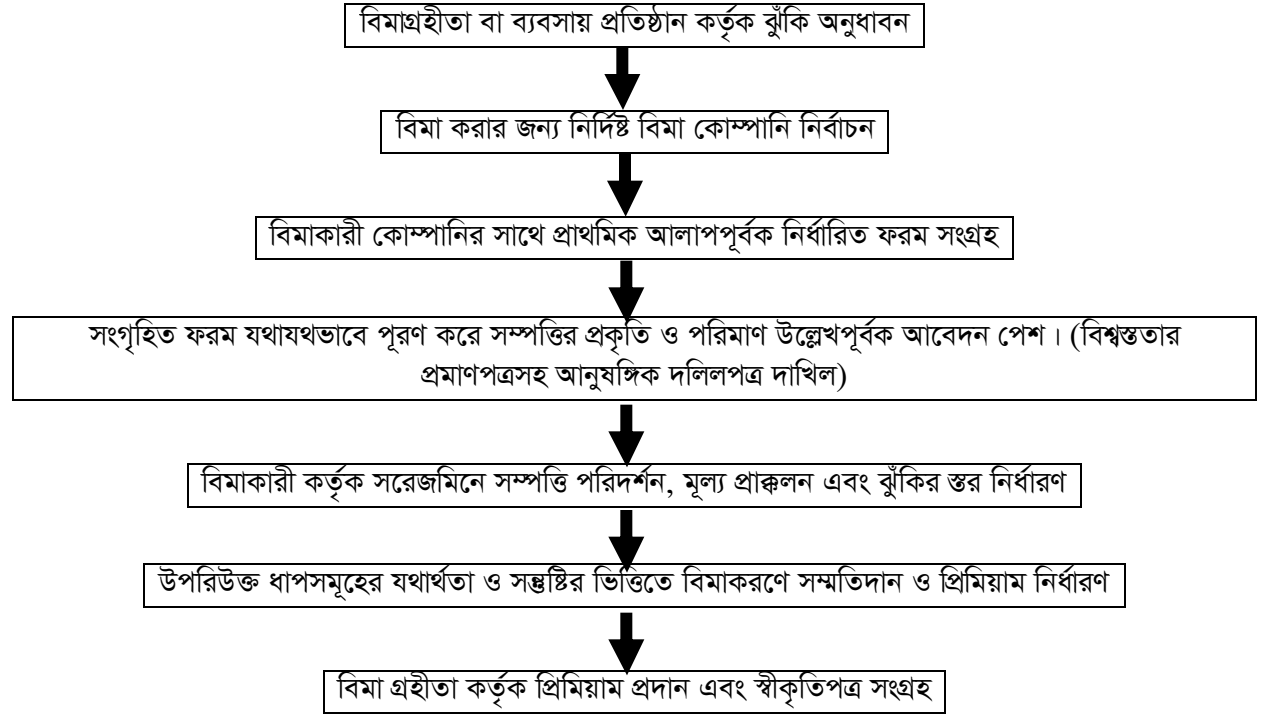 বিমাগ্রহীতা বা ব্যবসায় প্রতিষ্ঠান কর্তৃক ঝুঁকি অনুধাবন
বিমা করার জন্য নির্দিষ্ট বিমা কোম্পানি নির্বাচন
বিমাকারী কোম্পানির সাথে প্রাথমিক আলাপপূর্বক নির্ধারিত ফরম সংগ্রহ
সংগৃহিত ফরম যথাযথভাবে পূরণ করে সম্পত্তির প্রকৃতি ও পরিমাণ উল্লেখপূর্বক আবেদন পেশ। (বিশ্বস্ততার
প্রমাণপত্রসহ আনুষঙ্গিক দলিলপত্র দাখিল)
বিমাকারী কর্তৃক সরেজমিনে সম্পত্তি পরিদর্শন, মূল্য প্রাক্কলন এবং ঝুঁকির স্তর নির্ধারণ
উপরিউক্ত ধাপসমূহের যথার্থতা ও সন্তুষ্টির ভিত্তিতে বিমাকরণে সম্মতিদান ও প্রিমিয়াম নির্ধারণ
বিমা গ্রহীতা কর্তৃক প্রিমিয়াম প্রদান এবং স্বীকৃতিপত্র সংগ্রহ